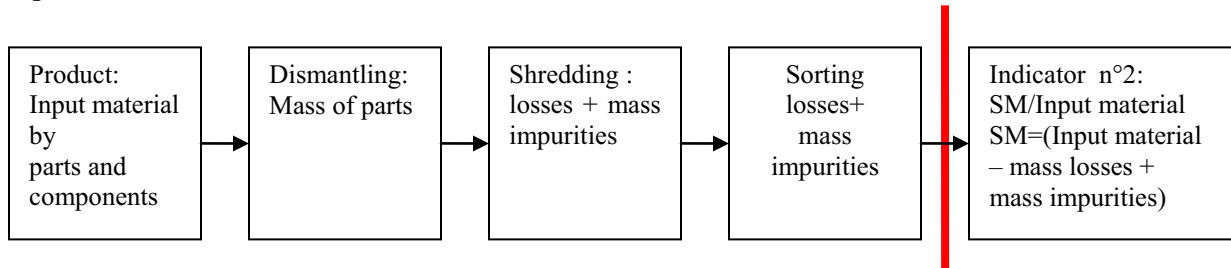 Product:
Input material
by
parts and
components
Dismantling:
Mass of parts
Shredding :
losses + mass
impurities
Sorting
losses+
mass
impurities
Indicator n°2:
SM/Input material
SM=(Input material
– mass losses +
mass impurities)